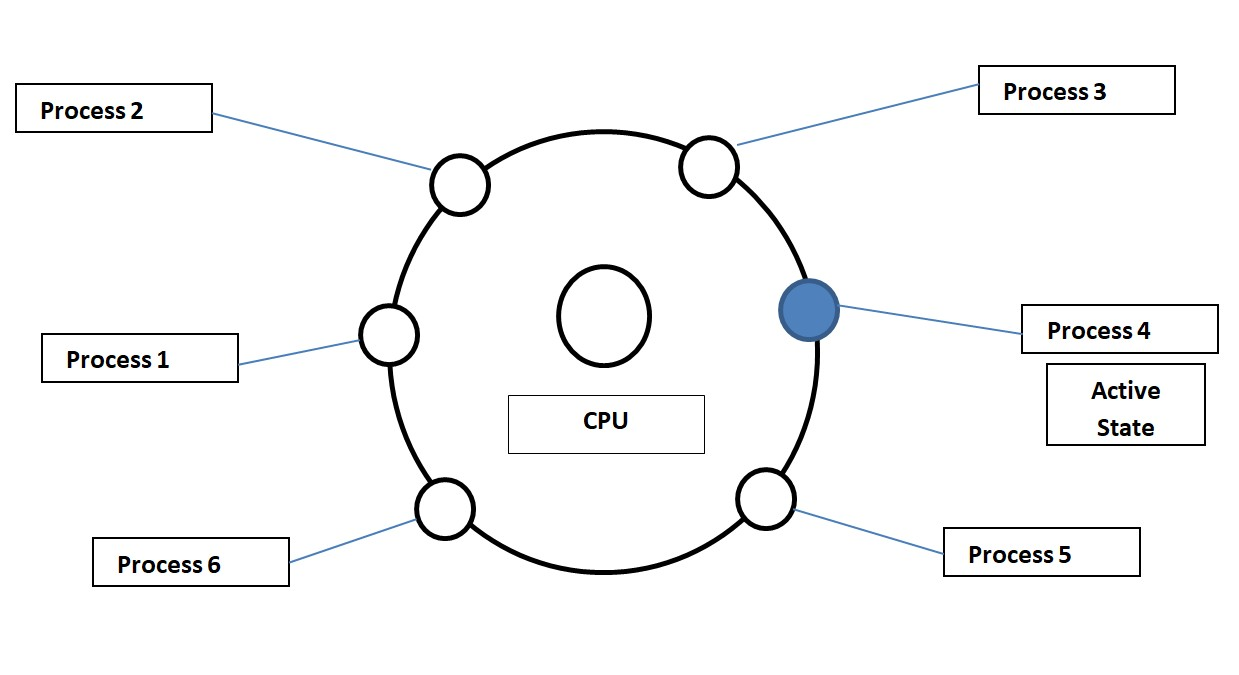 Process 2
Process 3
Process 1
CPU
Process 4
Active
State
Process 6
Process 5